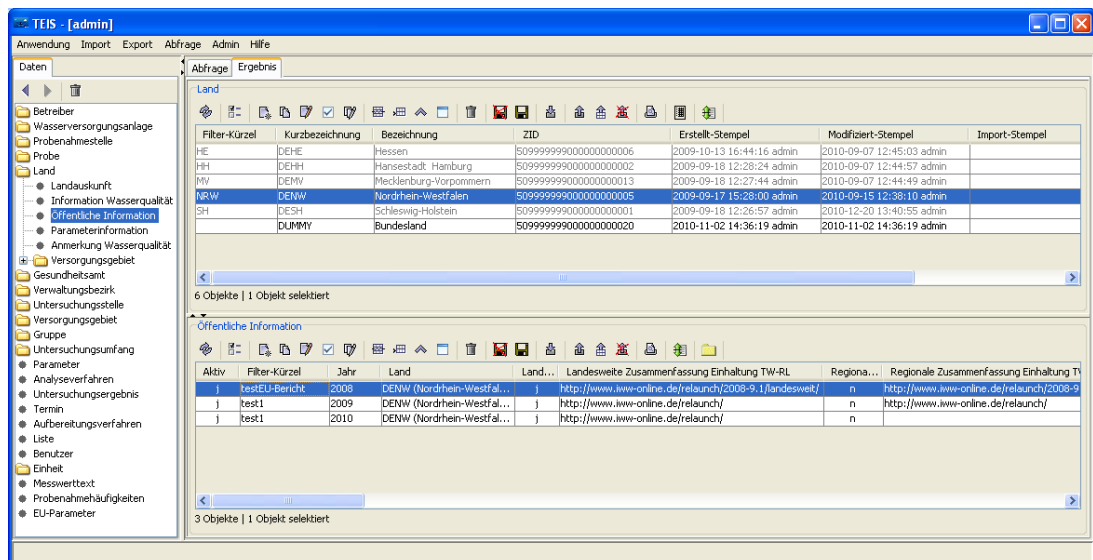 TEIS - [admin]
Anwendung Import Export Abfrage Admin Hilfe
Daten
Betreiber
Wasserversorgungsanlage
Probenahmestelle
Probe
Land
Landauskunft
Information Wasserqualität
Öffentliche Information
Parameterinformation
Anmerkung Wasserqualität
Versorgungsgebiet
Gesundheitsamt
Verwaltungsbezirk
Untersuchungsstelle
Versorgungsgebiet
Gruppe
Untersuchungsumfang
Parameter
Analyseverfahren
Untersuchungsergebnis
Termin
Aufbereitungsverfahren
Liste
Benutzer
Einheit
Messwerttext
Probenahmehäufigkeiten
EU-Parameter
Abfrage Ergebnis
Land
Filter-Kürzel Kurzbezeichnung Bezeichnung ZID Erstellt-Stempel Modifiziert-Stempel Import-Stempel
HE DEHE Hessen 509999999000000000006 2009-10-13 16:44:16 admin 2010-09-07 12:45:03 admin
HH DEHH Hansestadt Hamburg 509999999000000000002 2009-09-18 12:28:24 admin 2010-09-07 12:44:57 admin
MV DEMV Mecklenburg-Vorpommern 509999999000000000013 2009-09-18 12:27:44 admin 2010-09-07 12:44:49 admin
NRW DENW Nordrhein-Westfalen 509999999000000000005 2009-09-17 15:28:00 admin 2010-09-15 12:38:10 admin
SH DESH Schleswig-Holstein 509999999000000000001 2009-09-18 12:26:57 admin 2010-12-20 13:40:55 admin
DUMMY Bundesland 509999999000000000020 2010-11-02 14:36:19 admin 2010-11-02 14:36:19 admin
6 Objekte | 1 Objekt selektiert
Öffentliche Information
Aktiv Filter-Kürzel Jahr Land Land... Landesweite Zusammenfassung Einhaltung TW-RL Regiona... Regionale Zusammenfassung Einhaltung TV
j testEU-Bericht 2008 DENW (Nordrhein-Westfal... j http://www.iww-online.de/relaunch/2008-9.1/landesweit/ n http://www.iww-online.de/relaunch/2008-9
j test1 2009 DENW (Nordrhein-Westfal... j http://www.iww-online.de/relaunch/ n http://www.iww-online.de/relaunch/
j test1 2010 DENW (Nordrhein-Westfal... j http://www.iww-online.de/relaunch/ n
3 Objekte | 1 Objekt selektiert